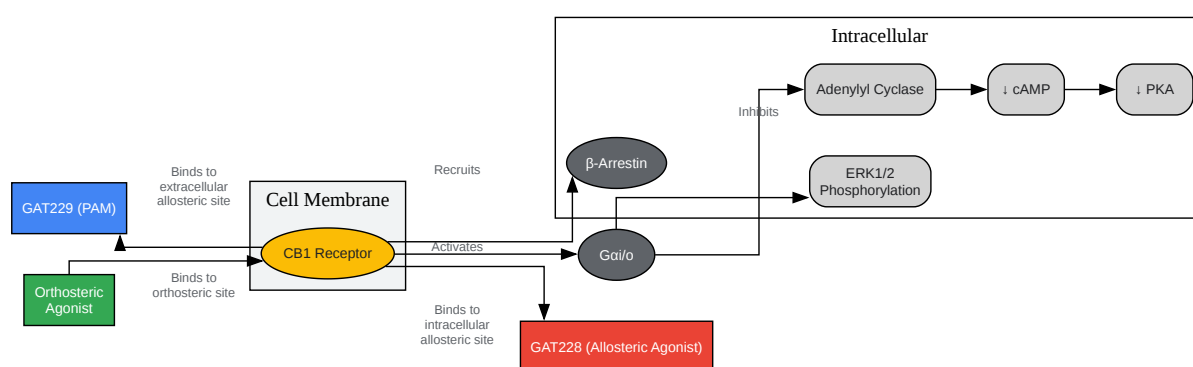 Intracellular
Adenylyl Cyclase
↓ cAMP
↓ PKA
Inhibits
β-Arrestin
ERK1/2
Phosphorylation
Recruits
Binds to
extracellular
allosteric site
GAT229 (PAM)
Cell Membrane
CB1 Receptor
Activates
Gαi/o
Orthosteric
Agonist
Binds to
orthosteric site
Binds to
intracellular
allosteric site
GAT228 (Allosteric Agonist)